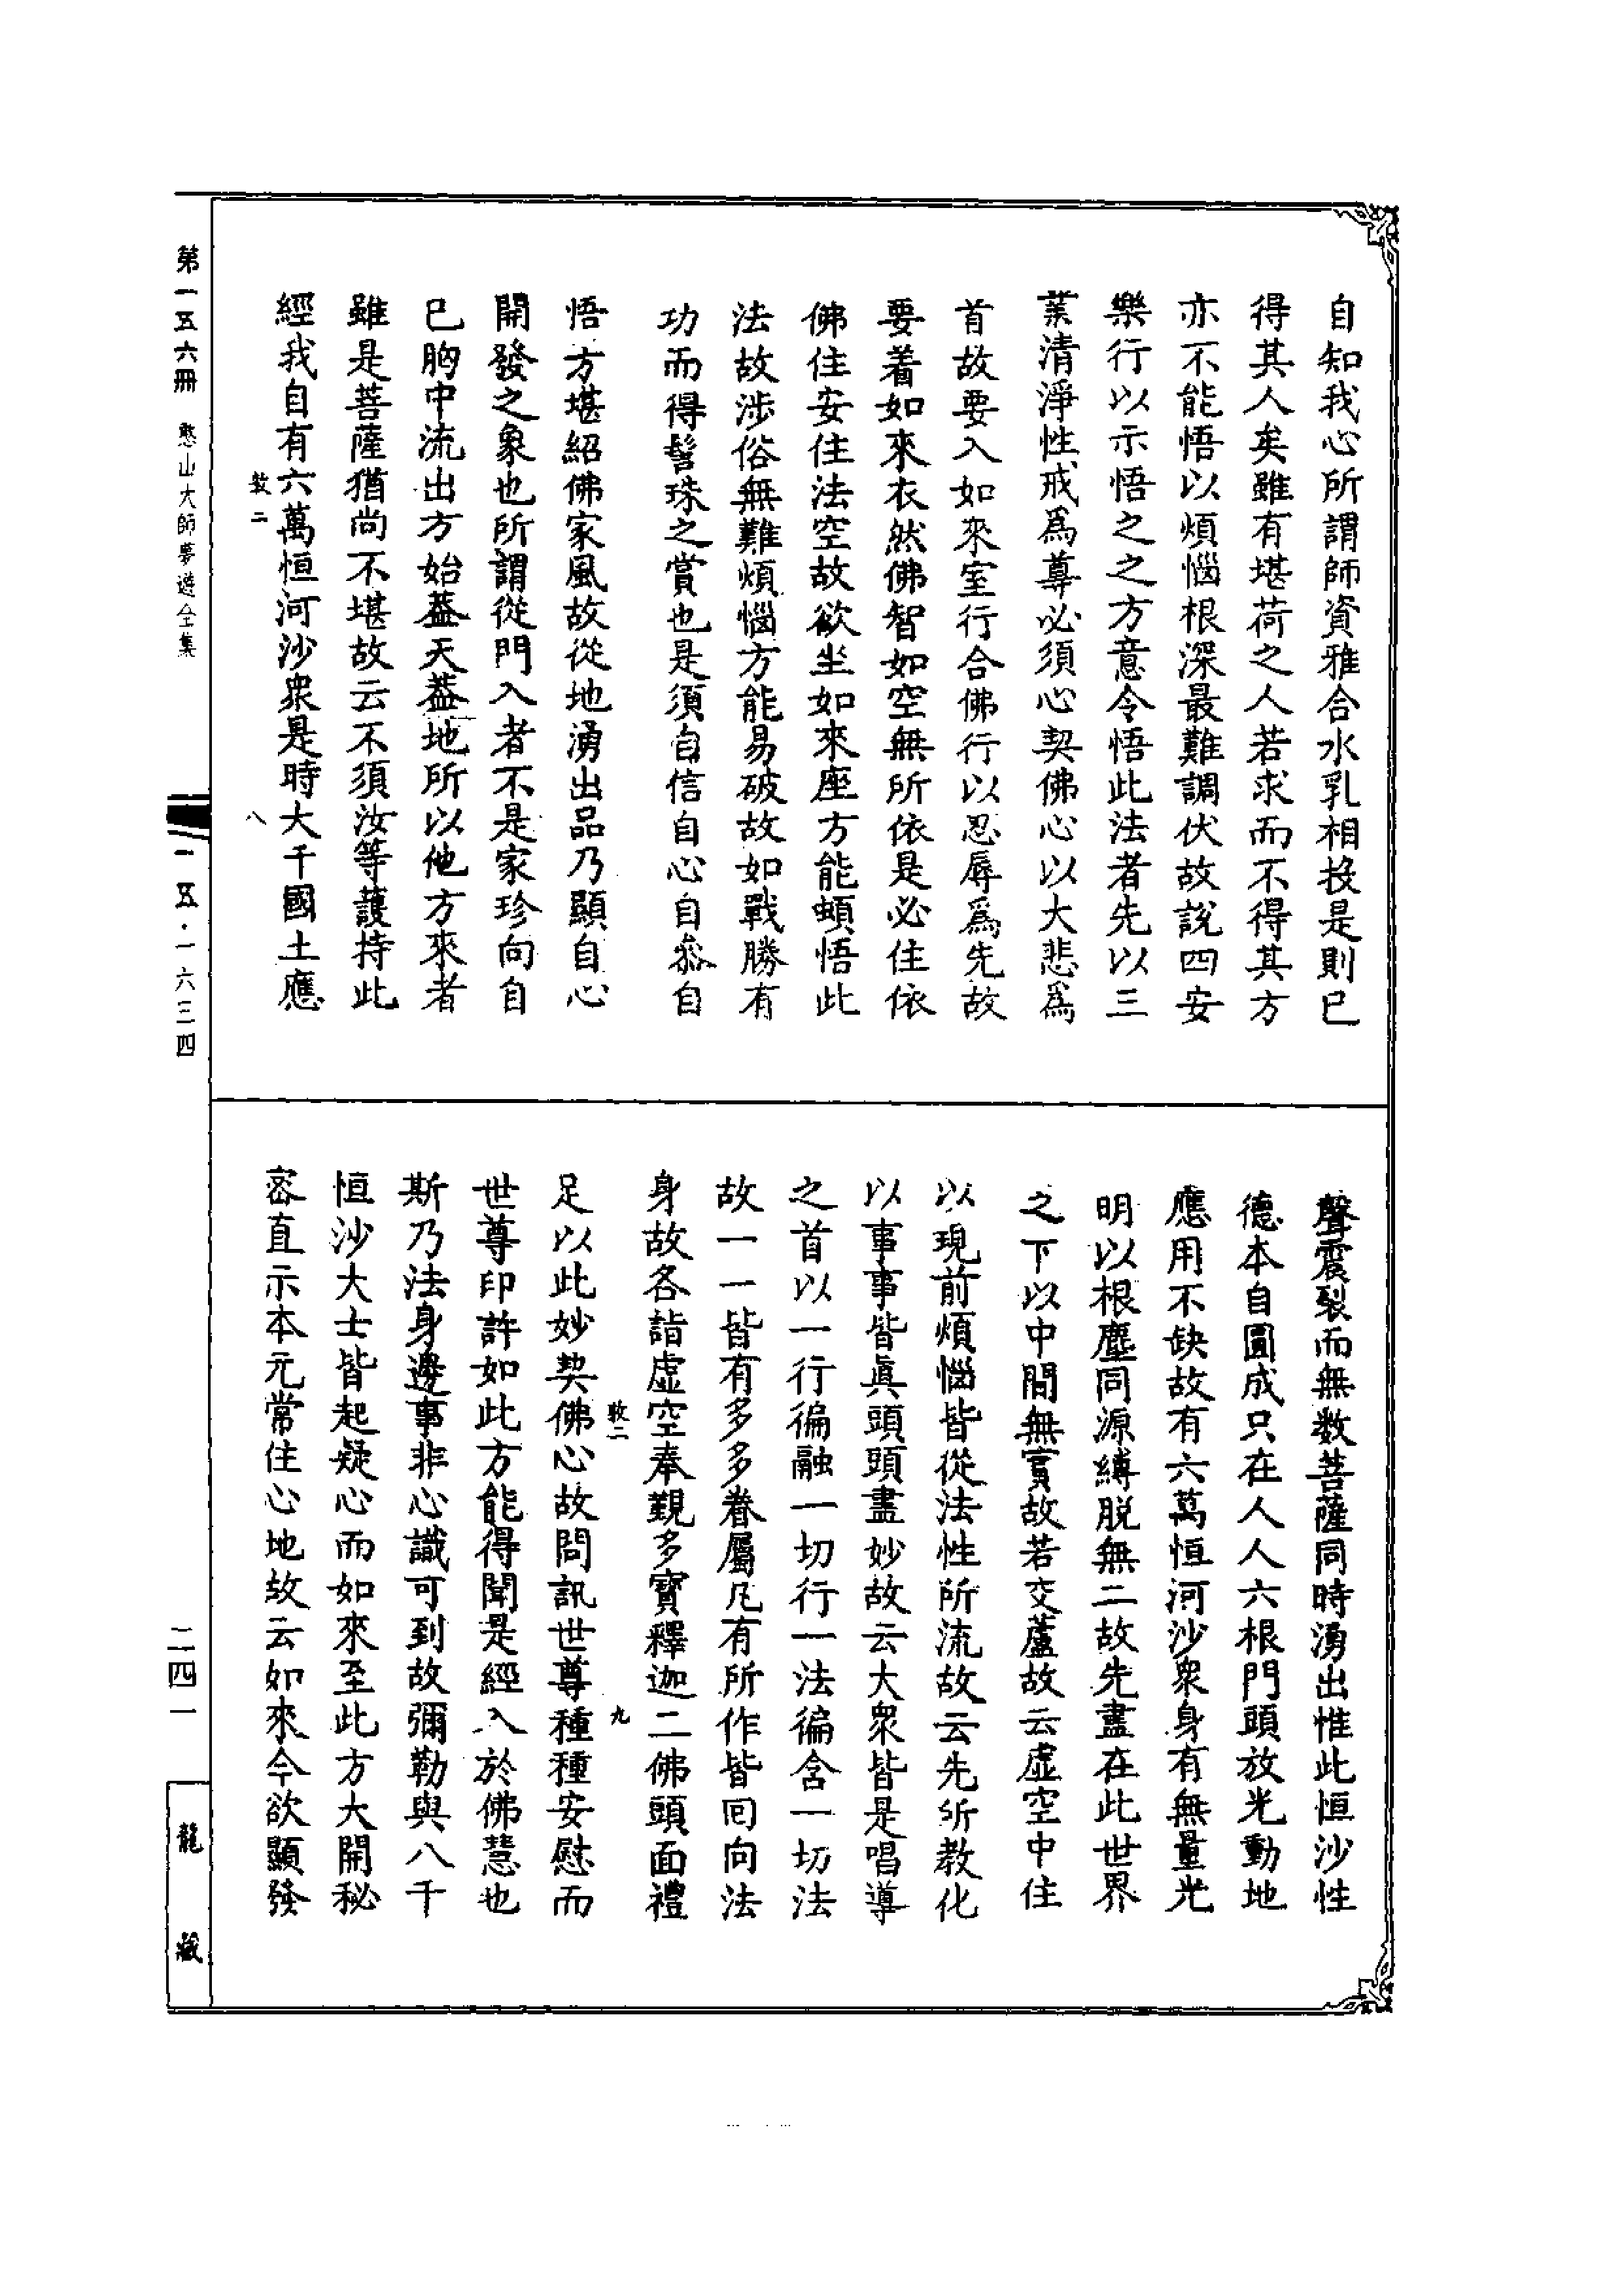 自知我心所謂師資雅合水乳相投是則已
得其人矣雖有堪荷之人若求而不得其方
亦不能悟以煩惱根深最難調伏故說四安
樂行以示悟之之方意令悟此法者先以三
業清淨性戒爲尊必須心契佛心以大悲爲
首故要入如來室行合佛行以忍辱爲先故
要着如來衣然佛智如空無所依是必住依
佛住安住法空故欲坐如來座方能頓悟此
法故涉俗無難煩惱方能易破故如戰勝有
功而得髻珠之賞也是須自信自心自叅自
悟方堪紹佛家風故從地湧出品乃顯自心
開發之象也所謂從門入者不是家珍向自
已胸中流出方始葢天葢地所以他方來者
雖是菩薩猶尚不堪故云不須汝等護持此
經我自有六萬恒河沙衆是時大千國土應
敦二
八
聲震裂而無数菩薩同時湧出惟此恒沙性
德本自圓成只在人人六根門頭放光動地
應用不缺故有六萬恒河沙衆身有無量光
明以根塵同源縛脫無二故先盡在此世界
之下以中間無實故若交蘆故云虛空中住
以現前煩惱皆從法性所流故云先所教化
以事事皆眞頭頭盡妙故云大衆皆是唱導
之首以一行徧融一切行一法徧含一切法
故一一皆有多多眷屬凡有所作皆回向法
身故各詣虛空奉覲多寶釋迦二佛頭面禮
敦二
九
足以此妙契佛心故問訊世尊種種安慰而
世尊印許如此方能得聞是經入於佛慧也
斯乃法身邊事非心識可到故彌勒與八千
恒沙大士皆起疑心而如來至此方大開秘
密直示本元常住心地故云如來今欲顯發
第一五六冊
憨山大師夢遊全集
一五·一六三四
二四一
龍藏